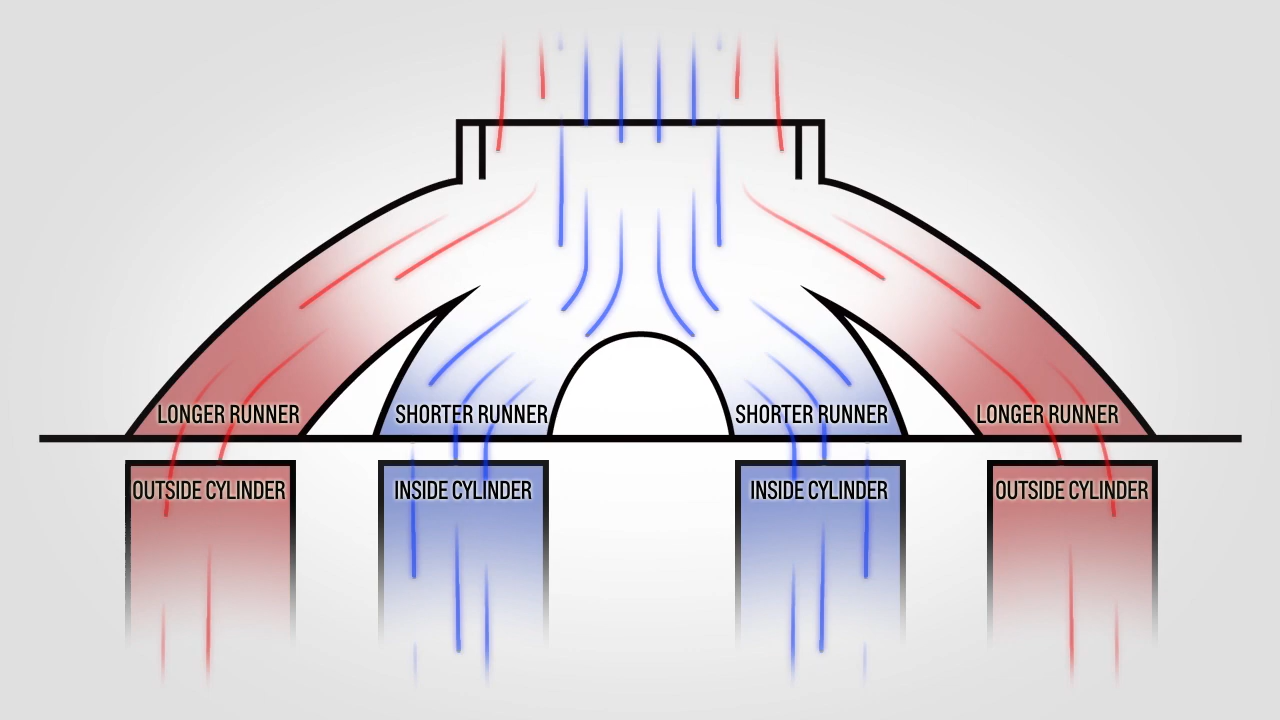 LONGER RUNNER
SHORTER RUNNER
SHORTER RUNNER
LONGER RUNNER
OUTSIDE CYLINDER
INSIDE CYLINDER
INSIDE CYLINDER
OUTSIDE CYLINDER